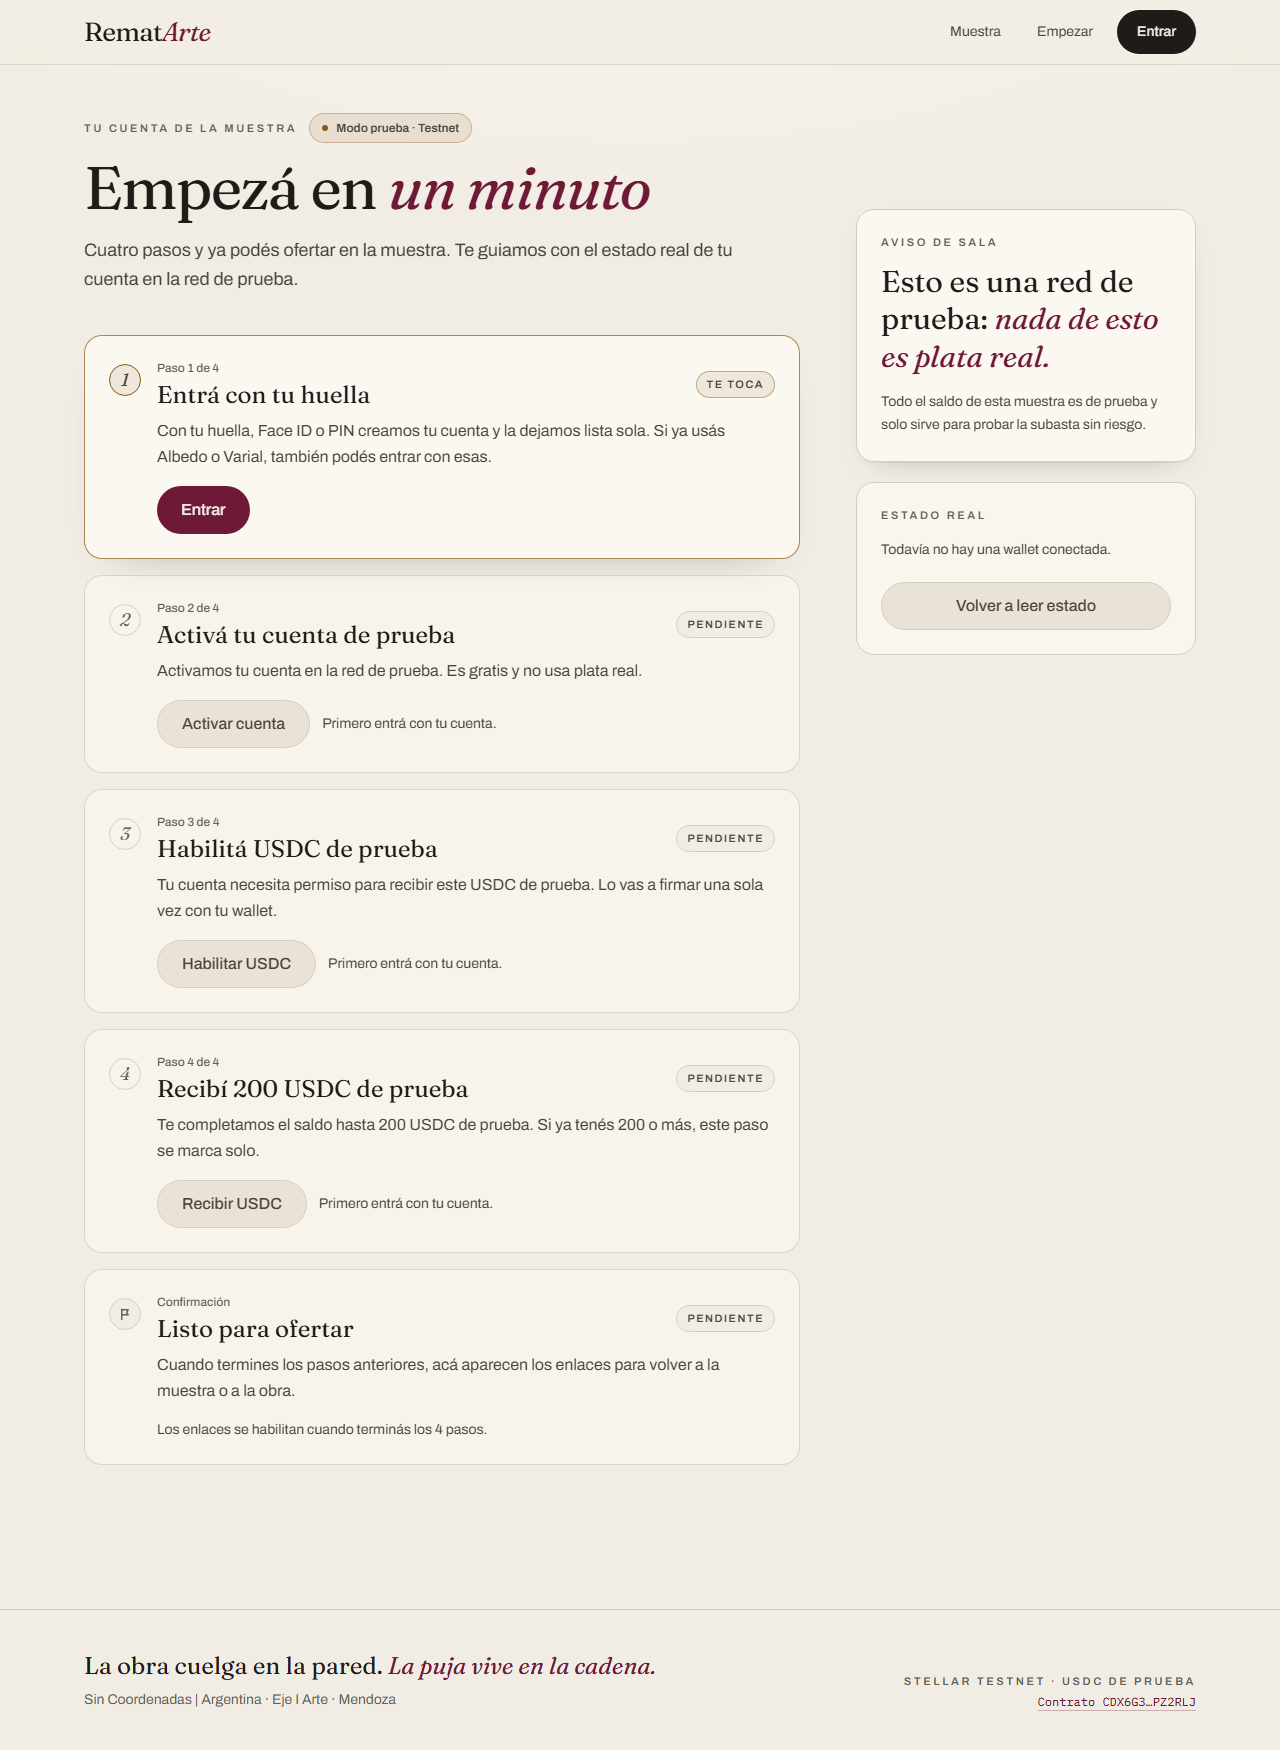 RematArte
Muestra
Empezar
Entrar
TU CUENTA DE LA MUESTRA
Modo prueba · Testnet
Empezá en un minuto
Cuatro pasos y ya podés ofertar en la muestra. Te guiamos con el estado real de tu
cuenta en la red de prueba.
1
Paso 1 de 4
Entrá con tu huella
TE TOCA
Con tu huella, Face ID o PIN creamos tu cuenta y la dejamos lista sola. Si ya usás
Albedo o Varial, también podés entrar con esas.
Entrar
2
Paso 2 de 4
Activá tu cuenta de prueba
PENDIENTE
Activamos tu cuenta en la red de prueba. Es gratis y no usa plata real.
Activar cuenta
Primero entrá con tu cuenta.
3
Paso 3 de 4
Habilitá USDC de prueba
PENDIENTE
Tu cuenta necesita permiso para recibir este USDC de prueba. Lo vas a firmar una sola
vez con tu wallet.
Habilitar USDC
Primero entrá con tu cuenta.
4
Paso 4 de 4
Recibí 200 USDC de prueba
PENDIENTE
Te completamos el saldo hasta 200 USDC de prueba. Si ya tenés 200 o más, este paso
se marca solo.
Recibir USDC
Primero entrá con tu cuenta.
Confirmación
Listo para ofertar
PENDIENTE
Cuando termines los pasos anteriores, acá aparecen los enlaces para volver a la
muestra o a la obra.
Los enlaces se habilitan cuando terminás los 4 pasos.
AVISO DE SALA
Esto es una red de
prueba: nada de esto
es plata real.
Todo el saldo de esta muestra es de prueba y
solo sirve para probar la subasta sin riesgo.
ESTADO REAL
Todavía no hay una wallet conectada.
Volver a leer estado
La obra cuelga en la pared. La puja vive en la cadena.
Sin Coordenadas | Argentina · Eje I Arte · Mendoza
STELLAR TESTNET · USDC DE PRUEBA
Contrato CDX6G3…PZ2RLJ